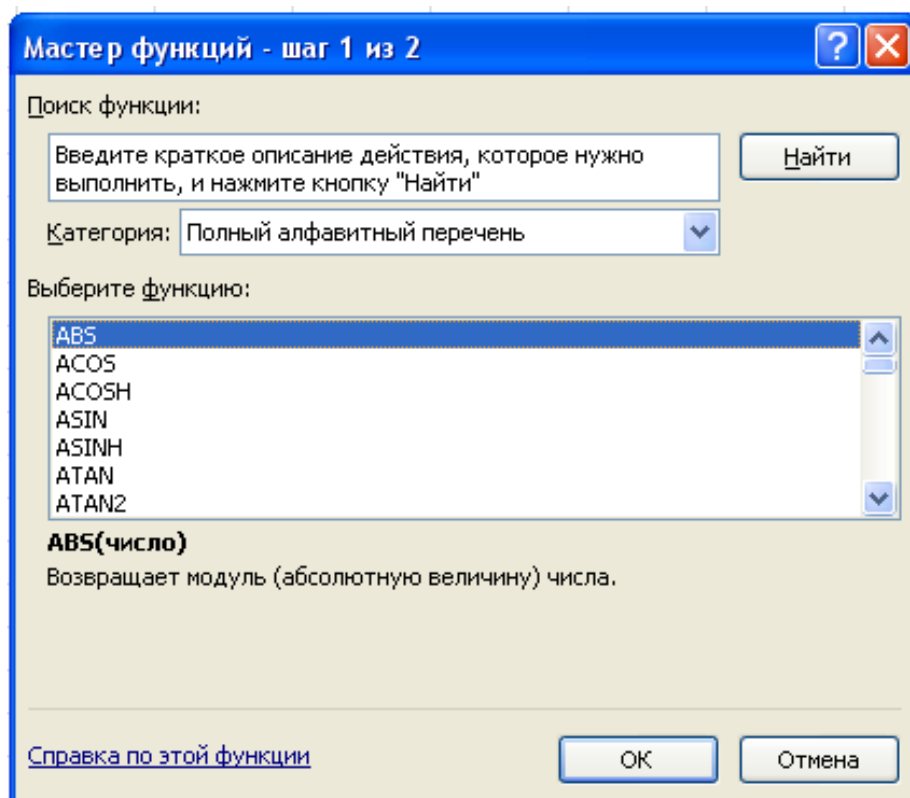 Мастер функций - шаг 1 из 2
Поиск функции:
Введите краткое описание действия, которое нужно
выполнить, и нажмите кнопку "Найти"
Найти
Категория: Полный алфавитный перечень
Выберите функцию:
ABS
ACOS
ACOSH
ASIN
ASINH
ATAN
ATAN2
ABS(число)
Возвращает модуль (абсолютную величину) числа.
Справка по этой функции
ОК
Отмена